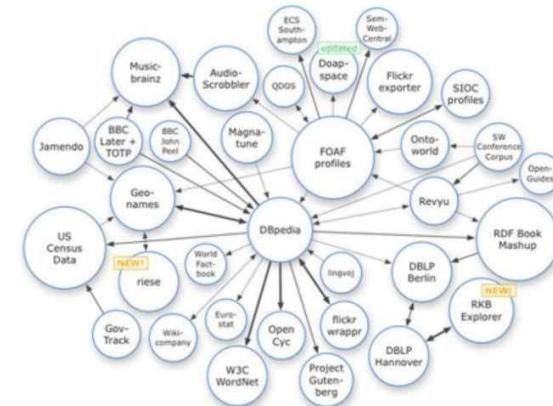 ECS
South-
ampton
Sem-
Web-
Central
updated
Doap-
space
Music-
brainz
Audio-
Scrobbler
QDOS
Flickr
exporter
SIOC
profiles
Jamendo
BBC
Later +
TOTP
BBC
John
Peel
Magna-
tune
FOAF
profiles
Onto-
world
SW
Conference
Corpus
Open-
Guides
Geo-
names
Revyu
US
Census
Data
DBpedia
RDF Book
Mashup
NEW!
riese
World
Fact-
book
lingvoj
DBLP
Berlin
NEW!
RKB
Explorer
Gov-
Track
Wiki-
company
Euro-
stat
Open
Cyc
flickr
wrappr
DBLP
Hannover
W3C
WordNet
Project
Guten-
berg